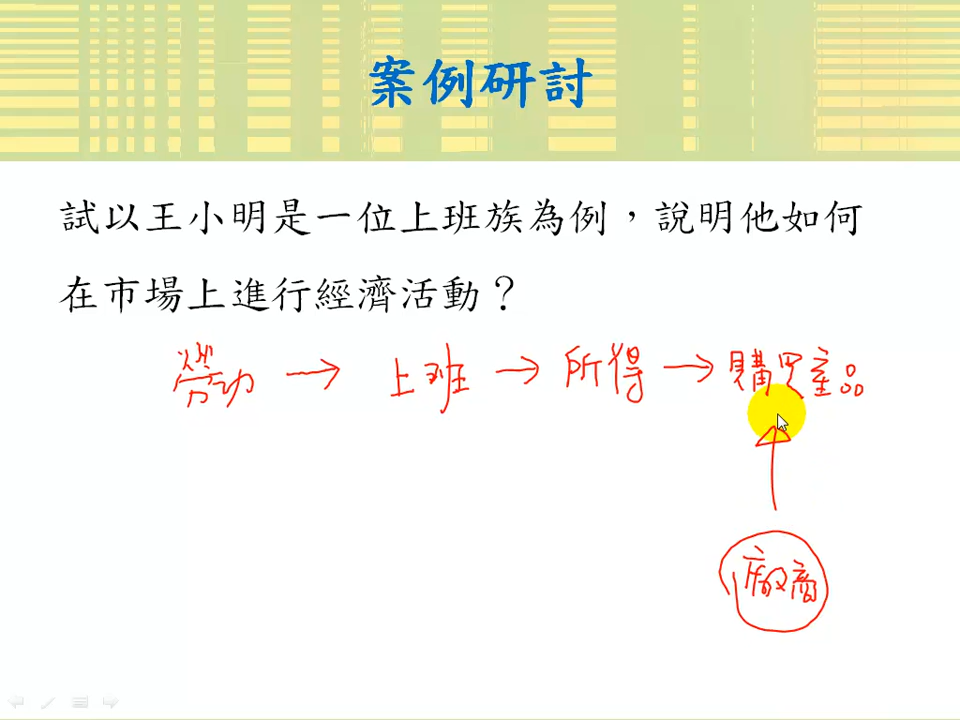 案例研討
試以王小明是一位上班族為例，說明他如何
在市場上進行經濟活動？
勞动 → 上班 → 所得 → 購買產品
廠商